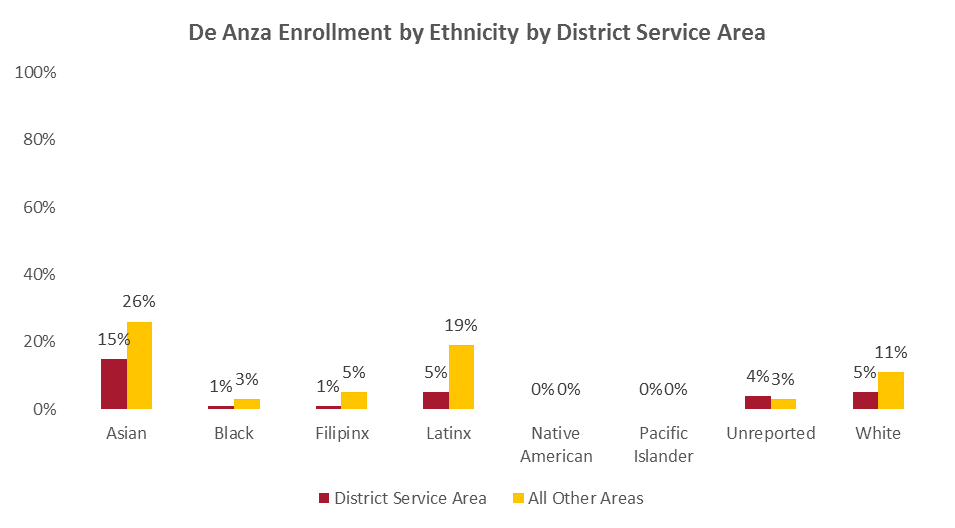 De Anza Enrollment by Ethnicity by District Service Area
100%
80%
60%
40%
20%
0%
15%
26%
1%
3%
1%
5%
5%
19%
0%
0%
0%
0%
4%
3%
5%
11%
Asian
Black
Filipinx
Latinx
Native
American
Pacific
Islander
Unreported
White
District Service Area
All Other Areas